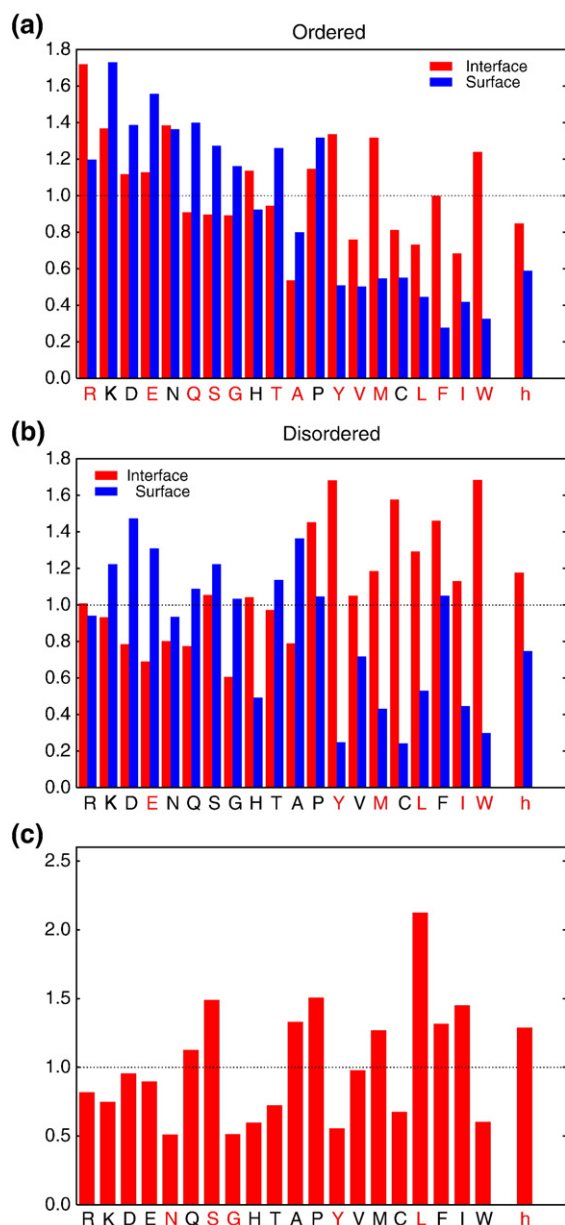 (a)
Ordered
Interface
Surface
1.8
1.6
1.4
1.2
1.0
0.8
0.6
0.4
0.2
0.0
R K D E N Q S G H T A P Y V M C L F I W h
(b)
Disordered
Interface
Surface
1.8
1.6
1.4
1.2
1.0
0.8
0.6
0.4
0.2
0.0
R K D E N Q S G H T A P Y V M C L F I W h
(c)
2.5
2.0
1.5
1.0
0.5
0.0
R K D E N Q S G H T A P Y V M C L F I W h